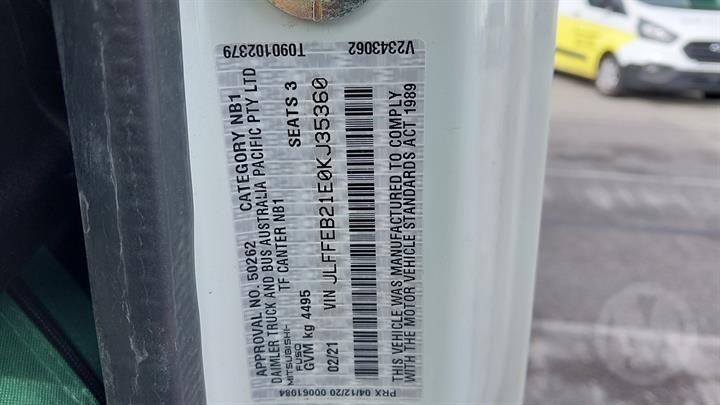 T090102379 V2343062
APPROVAL NO. 50262 CATEGORY NB1
DAIMLER TRUCK AND BUS AUSTRALIA PACIFIC PTY LTD
MITSUBISHI- TF CANTER NB1
FUSO
GVM kg 4495 SEATS 3
02/21 VIN JLFFEB21E0KJ35360
THIS VEHICLE WAS MANUFACTURED TO COMPLY
WITH THE MOTOR VEHICLE STANDARDS ACT 1989
PRX 04/12/20 00061084